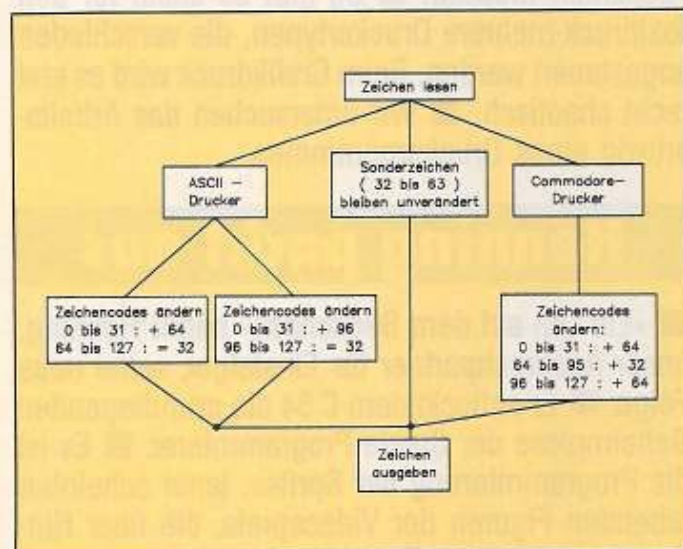 Zeichen lesen
ASCII –
Drucker
Sonderzeichen
( 32 bis 63 )
bleiben unverändert
Commodore–
Drucker
Zeichencodes ändern
0 bis 31 : + 64
64 bis 127 : = 32
Zeichencodes ändern
0 bis 31 : + 96
96 bis 127 : = 32
Zeichencodes
ändern:
0 bis 31 : + 64
64 bis 95 : + 32
96 bis 127 : + 64
Zeichen
ausgeben